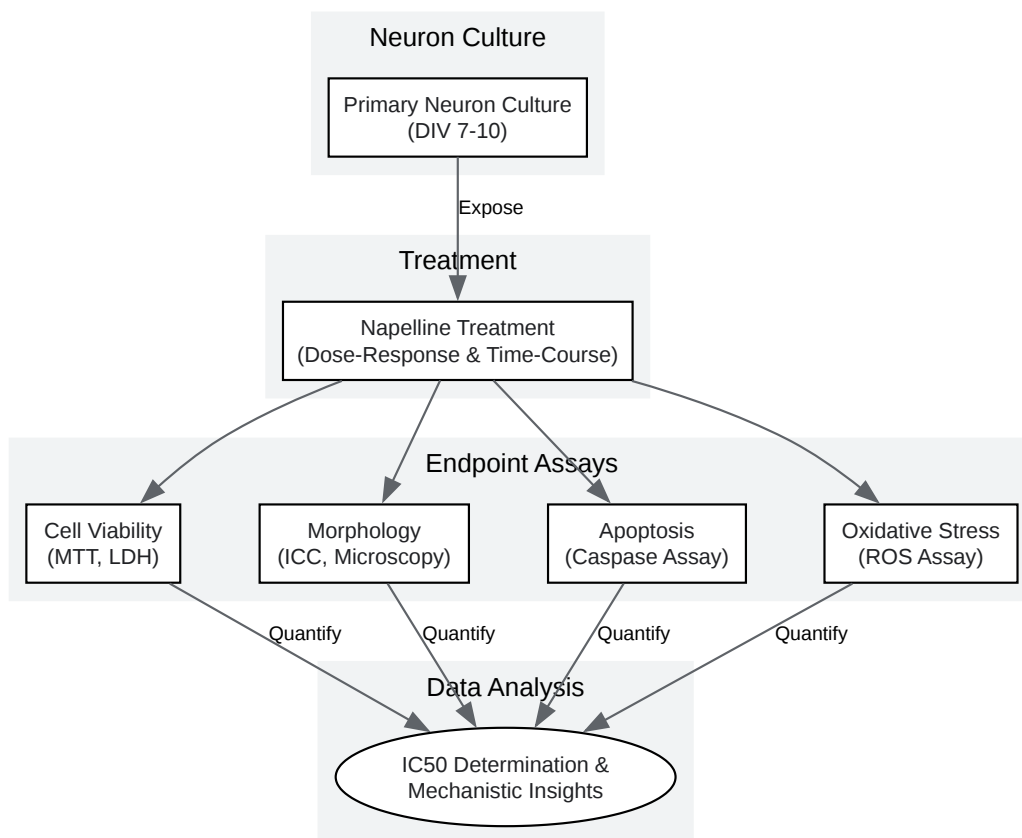 Neuron Culture
Primary Neuron Culture
(DIV 7-10)
Expose
Treatment
Napelline Treatment
(Dose-Response & Time-Course)
Endpoint Assays
Cell Viability
(MTT, LDH)
Morphology
(ICC, Microscopy)
Apoptosis
(Caspase Assay)
Oxidative Stress
(ROS Assay)
Quantify
Quantify
Quantify
Quantify
Data Analysis
IC50 Determination &
Mechanistic Insights